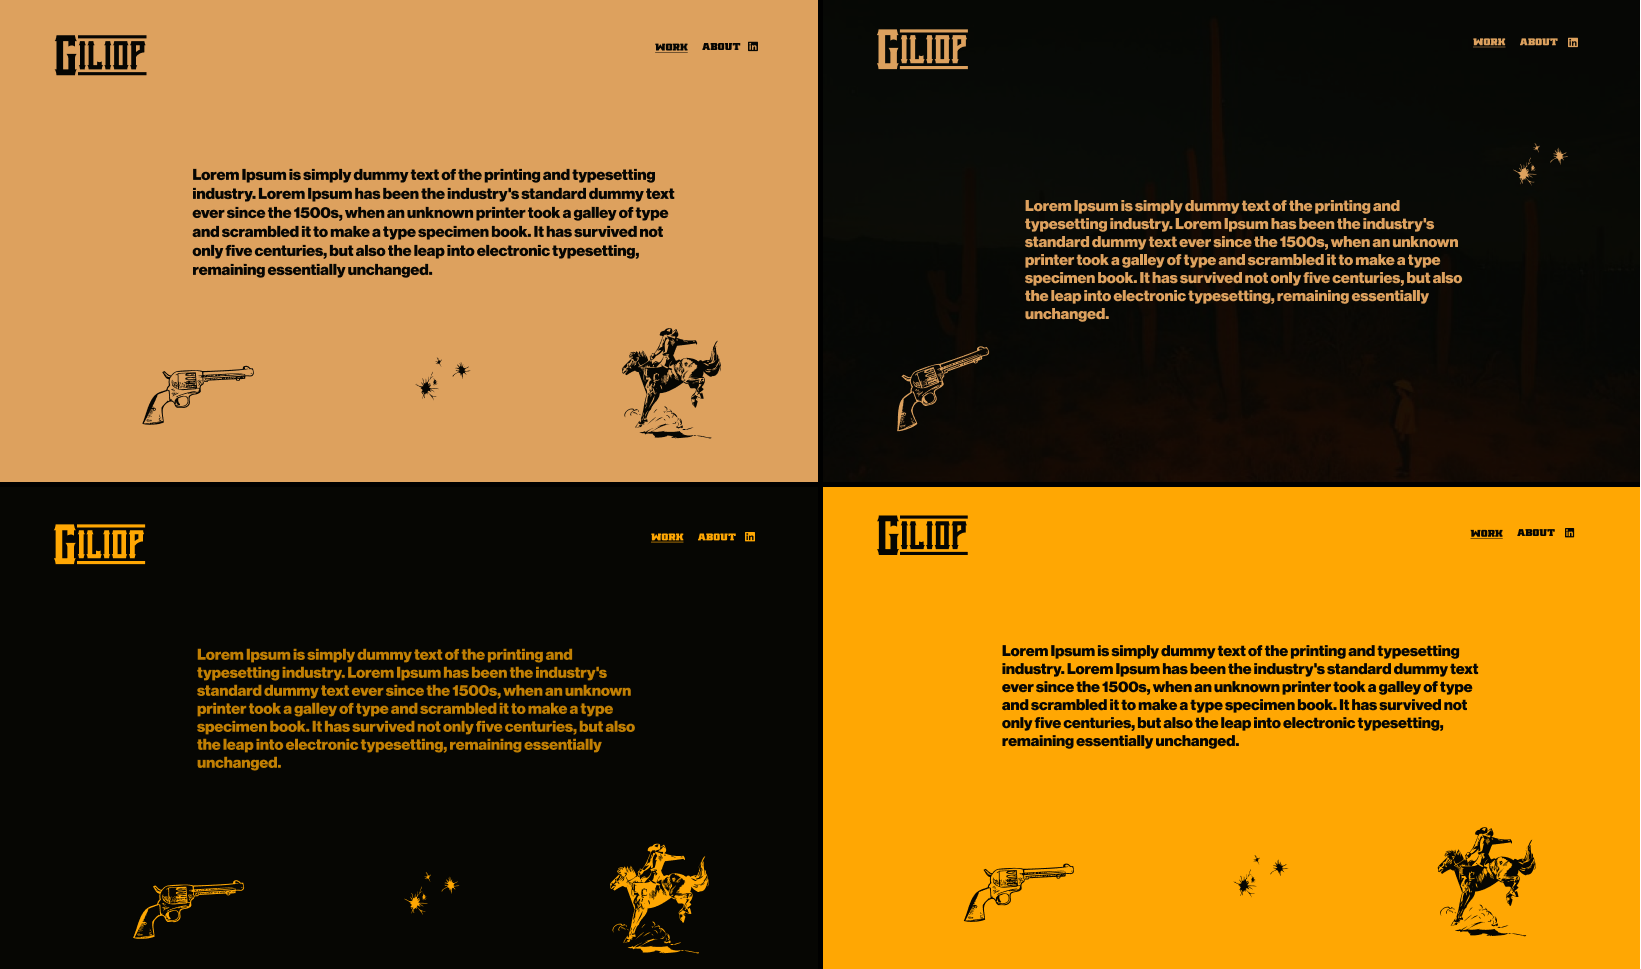 GILIOP
WORK ABOUT in
Lorem Ipsum is simply dummy text of the printing and typesetting
industry. Lorem Ipsum has been the industry's standard dummy text
ever since the 1500s, when an unknown printer took a galley of type
and scrambled it to make a type specimen book. It has survived not
only five centuries, but also the leap into electronic typesetting,
remaining essentially unchanged.
GILIOP
WORK ABOUT in
Lorem Ipsum is simply dummy text of the printing and
typesetting industry. Lorem Ipsum has been the industry's
standard dummy text ever since the 1500s, when an unknown
printer took a galley of type and scrambled it to make a type
specimen book. It has survived not only five centuries, but also
the leap into electronic typesetting, remaining essentially
unchanged.
GILIOP
WORK ABOUT in
Lorem Ipsum is simply dummy text of the printing and
typesetting industry. Lorem Ipsum has been the industry's
standard dummy text ever since the 1500s, when an unknown
printer took a galley of type and scrambled it to make a type
specimen book. It has survived not only five centuries, but also
the leap into electronic typesetting, remaining essentially
unchanged.
GILIOP
WORK ABOUT in
Lorem Ipsum is simply dummy text of the printing and typesetting
industry. Lorem Ipsum has been the industry's standard dummy text
ever since the 1500s, when an unknown printer took a galley of type
and scrambled it to make a type specimen book. It has survived not
only five centuries, but also the leap into electronic typesetting,
remaining essentially unchanged.